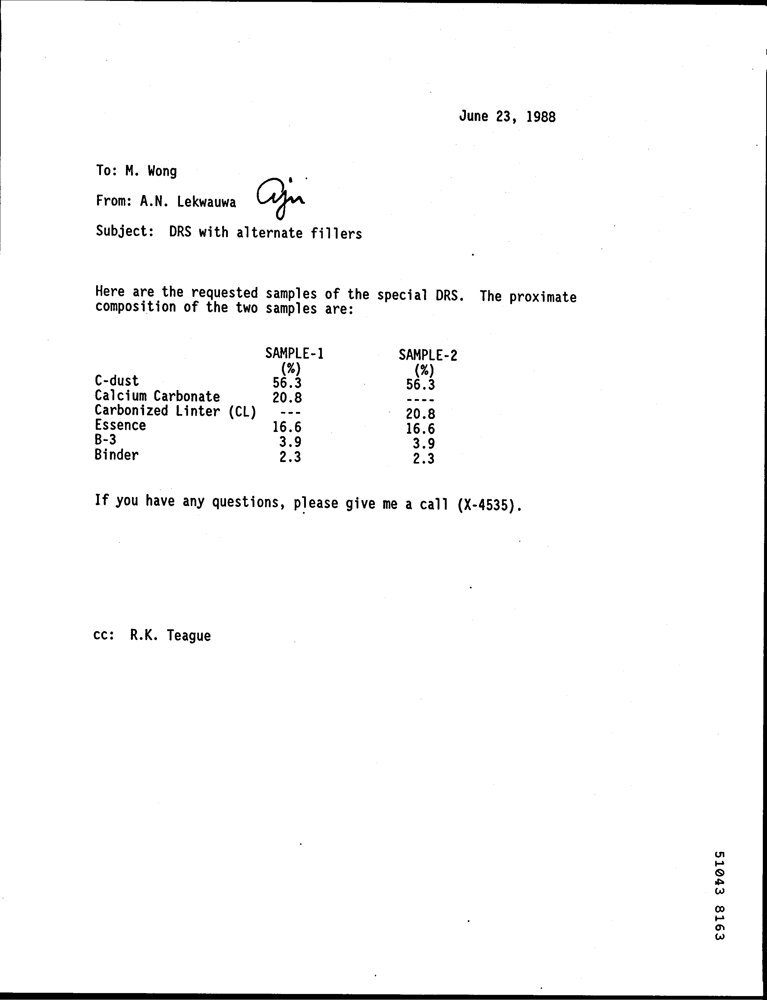 June 23, 1988
To: M. Wong
From: A.N. Lekwauwa
Subject: DRS with alternate fillers
Here are the requested samples of the special DRS. The proximate
composition of the two samples are:
SAMPLE-1 SAMPLE-2
(%) (%)
C-dust 56.3 56.3
Calcium Carbonate 20.8 ----
Carbonized Linter (CL) --- 20.8
Essence 16.6 16.6
B-3 3.9 3.9
Binder 2.3 2.3
If you have any questions, please give me a call (X-4535).
cc: R.K. Teague
51043 8163